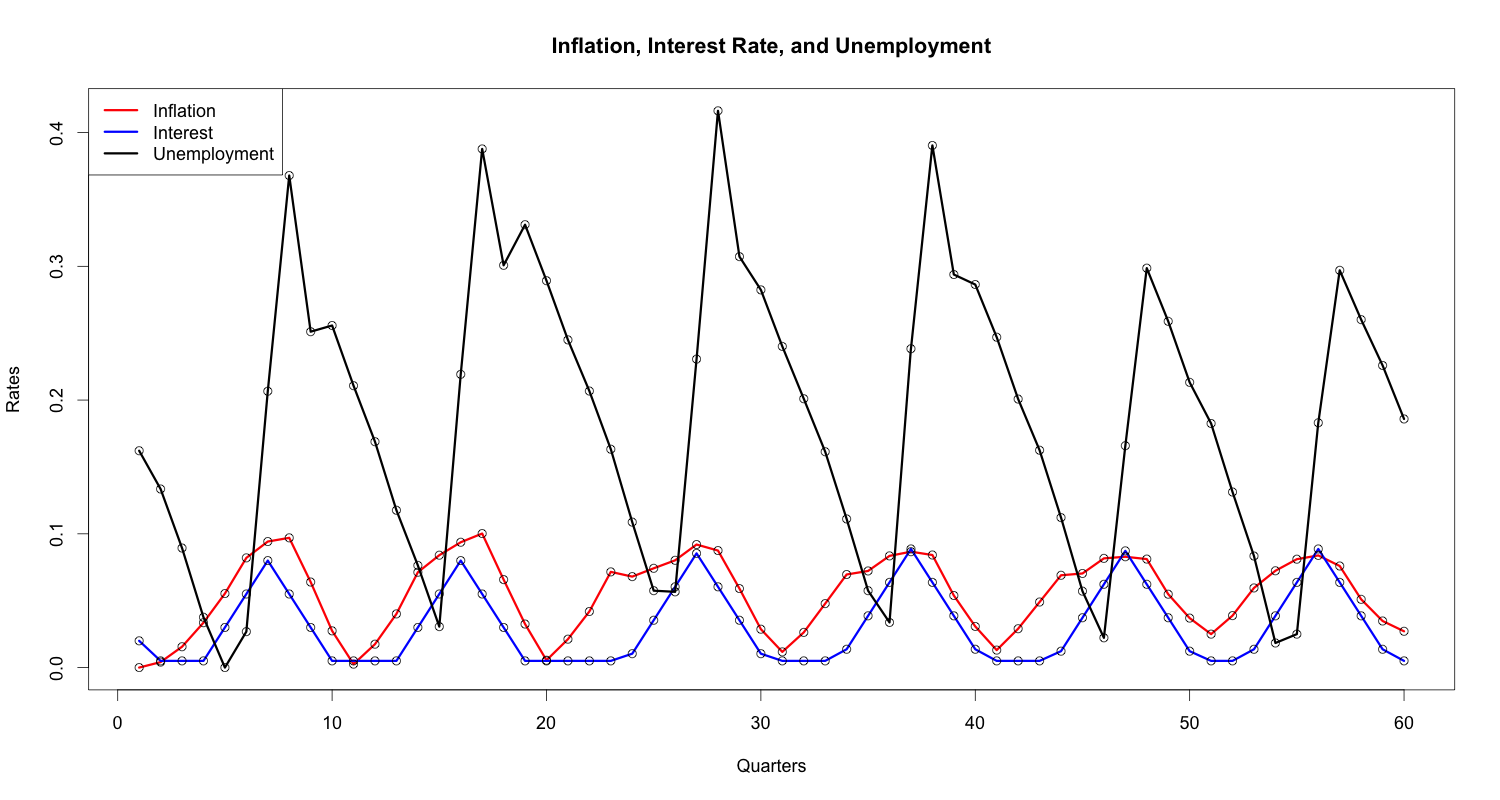 Inflation, Interest Rate, and Unemployment
Inflation
Interest
Unemployment
Rates
0.4
0.3
0.2
0.1
0.0
0 10 20 30 40 50 60
Quarters